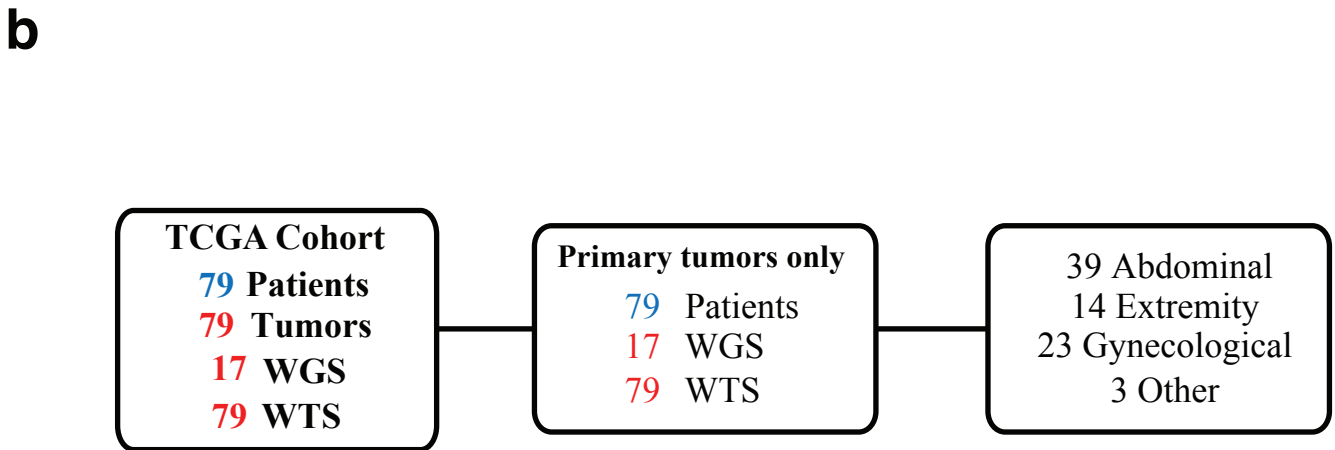 b
TCGA Cohort
79 Patients
79 Tumors
17 WGS
79 WTS
Primary tumors only
79 Patients
17 WGS
79 WTS
39 Abdominal
14 Extremity
23 Gynecological
3 Other